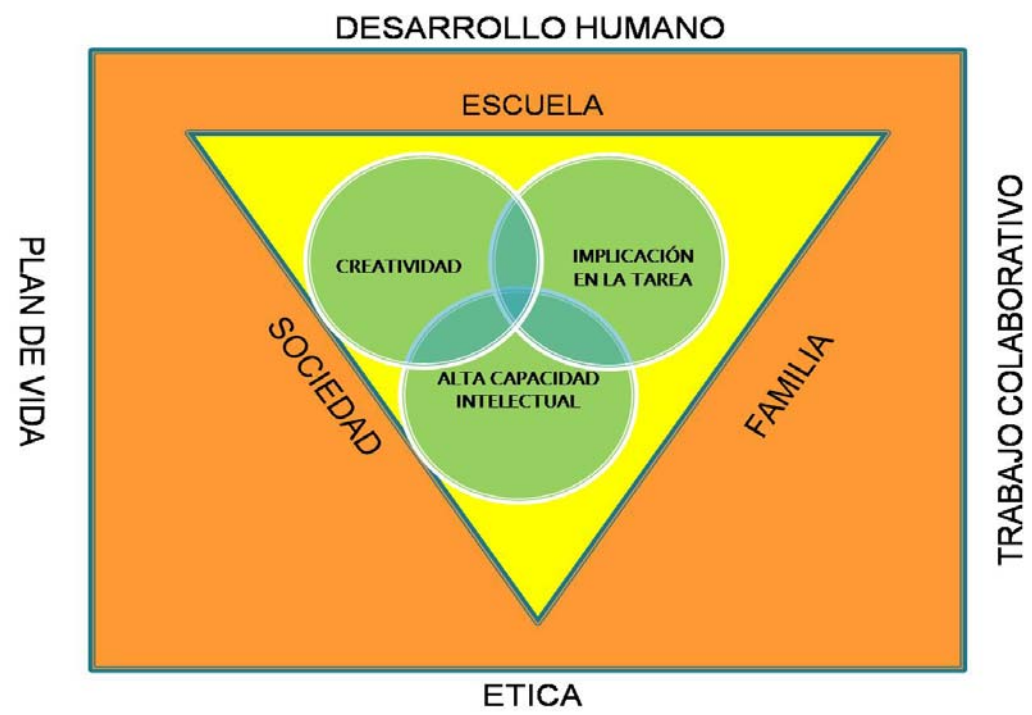 DESARROLLO HUMANO
ESCUELA
CREATIVIDAD
IMPLICACIÓN
EN LA TAREA
ALTA CAPACIDAD
INTELECTUAL
SOCIEDAD
FAMILIA
PLAN DE VIDA
TRABAJO COLABORATIVO
ETICA